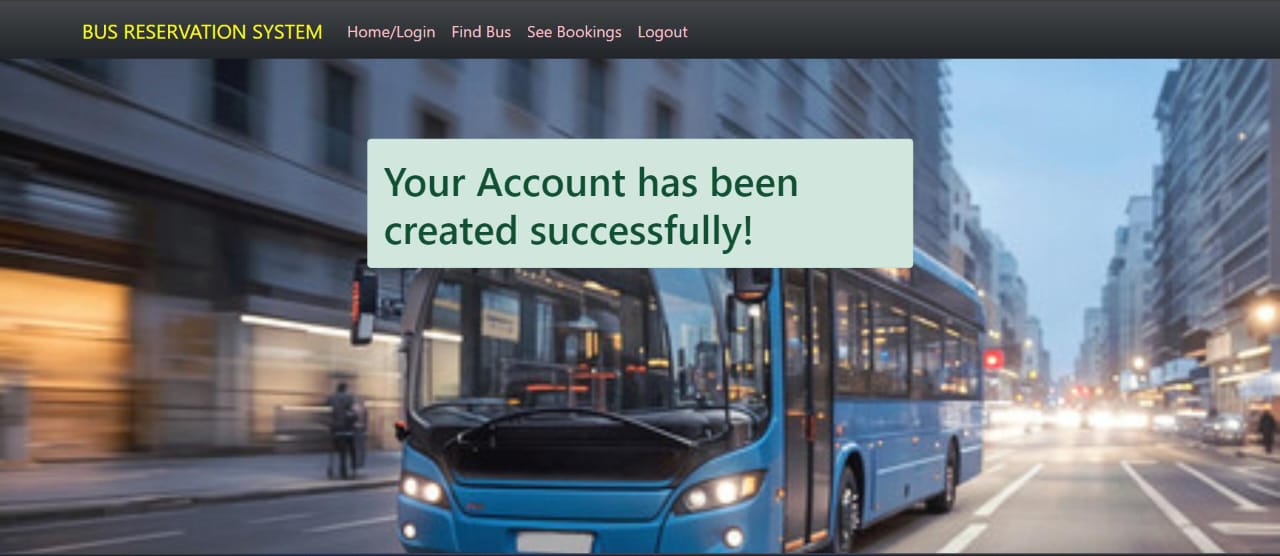 BUS RESERVATION SYSTEM Home/Login Find Bus See Bookings Logout
Your Account has been
created successfully!